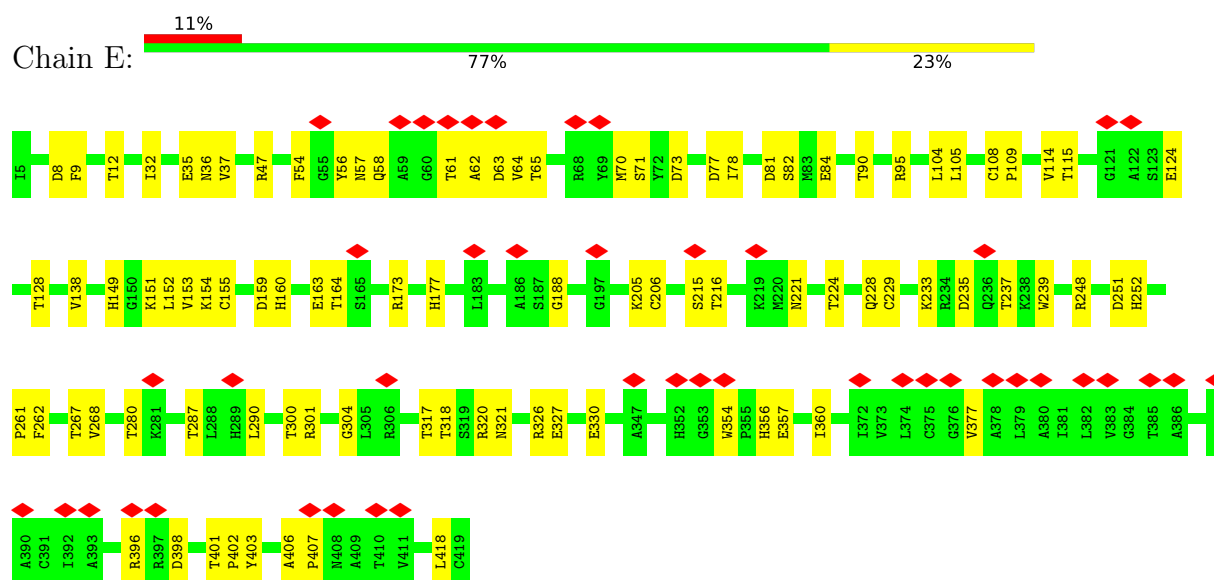 11%
Chain E:
77% 23%
I5 D8 F9 T12 I32 E35 N36 V37 R47 F54 G55 Y56 N57 Q58 A59 G60 T61 A62 D63 V64 T65 R68 Y69 M70 S71 Y72 D73 D77 I78 D81 S82 M83 E84 T90 R95 L104 L105 C108 P109 V114 T115 G121 A122 S123 E124
T128 V138 H149 G150 K151 L152 V153 K154 C155 D159 H160 E163 T164 S165 R173 H177 L183 A186 S187 G188 G197 K205 C206 S215 T216 K219 M220 N221 T224 Q228 C229 K233 R234 D235 Q236 T237 K238 W239 R248 D251 H252
P261 F262 T267 V268 T280 K281 T287 L288 H289 L290 T300 R301 G304 L305 R306 T317 T318 S319 R320 N321 R326 E327 E330 A347 H352 G353 W354 P355 H356 E357 I360 I372 V373 L374 C375 G376 V377 A378 L379 A380 I381 L382 V383 G384 T385 A386
A390 C391 I392 A393 R396 R397 D398 T401 P402 Y403 A406 P407 N408 A409 T410 V411 L418 C419